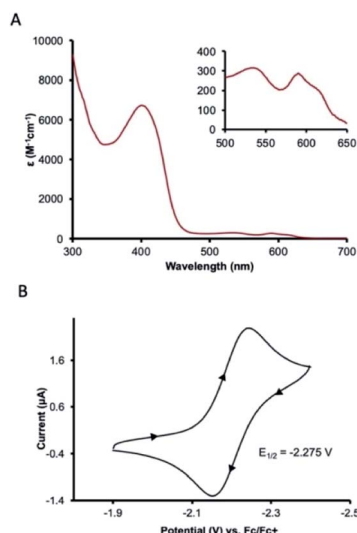 A
10000
8000
6000
4000
2000
0
ε (M⁻¹cm⁻¹)
300 400 500 600 700
Wavelength (nm)
400
300
200
100
0
500 550 600 650
B
1.6
0.6
-0.4
-1.4
Current (µA)
E1/2 = -2.275 V
-1.9 -2.1 -2.3 -2.5
Potential (V) vs. Fc/Fc+